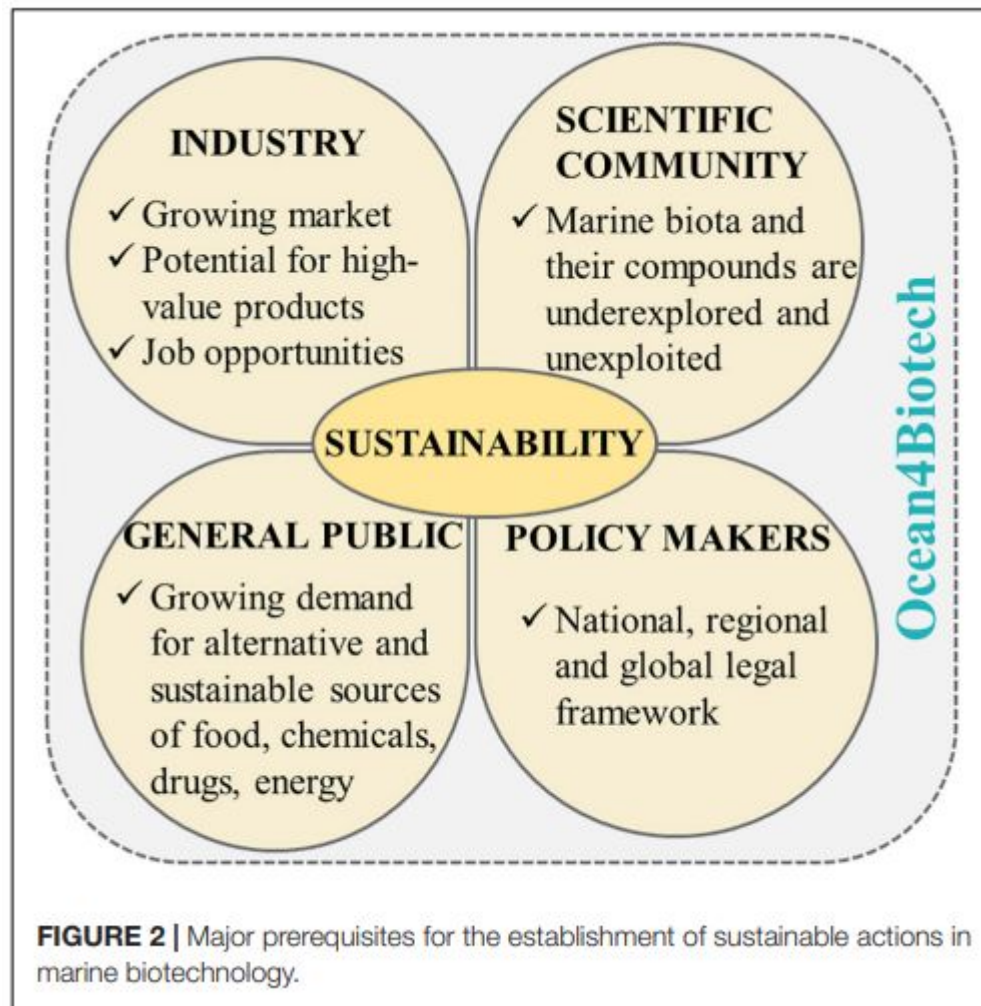 INDUSTRY
✓ Growing market
✓ Potential for high-
value products
✓ Job opportunities
SCIENTIFIC
COMMUNITY
✓ Marine biota and
their compounds are
underexplored and
unexploited
SUSTAINABILITY
GENERAL PUBLIC
✓ Growing demand
for alternative and
sustainable sources
of food, chemicals,
drugs, energy
POLICY MAKERS
✓ National, regional
and global legal
framework
Ocean4Biotech
FIGURE 2 | Major prerequisites for the establishment of sustainable actions in
marine biotechnology.